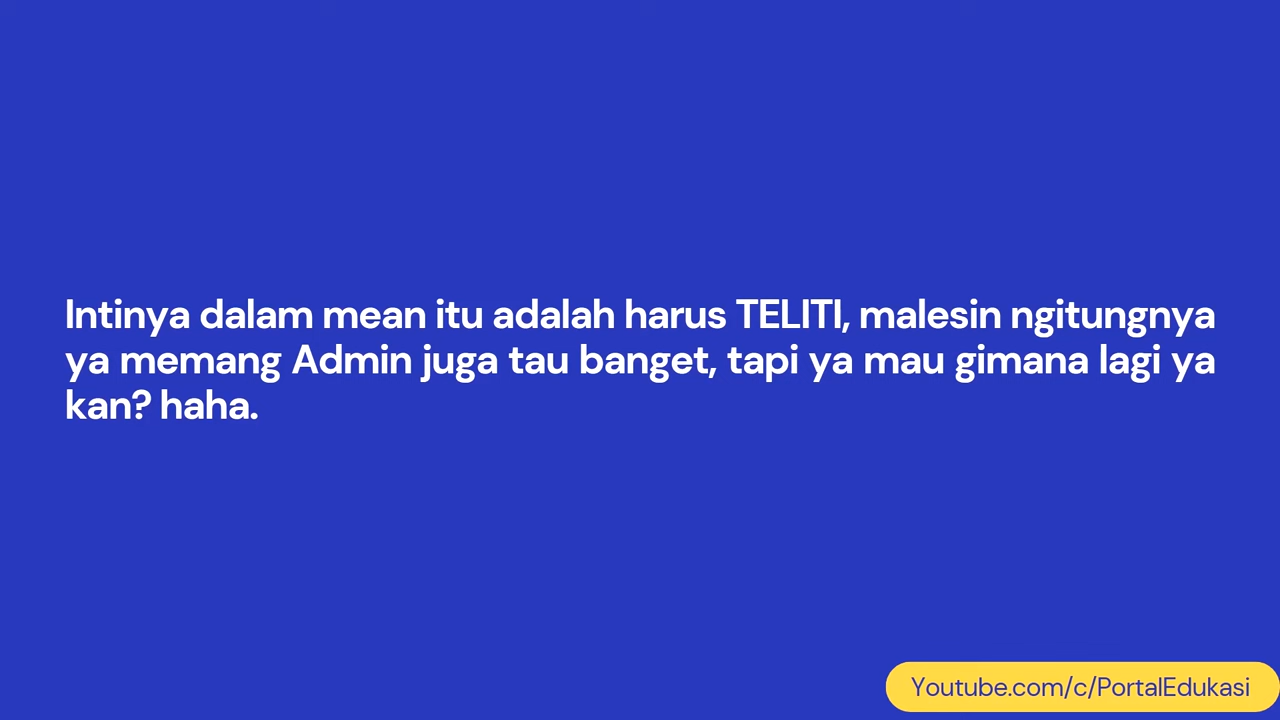 Intinya dalam mean itu adalah harus TELITI, malesin ngitungnya
ya memang Admin juga tau banget, tapi ya mau gimana lagi ya
kan? haha.
Youtube.com/c/PortalEdukasi